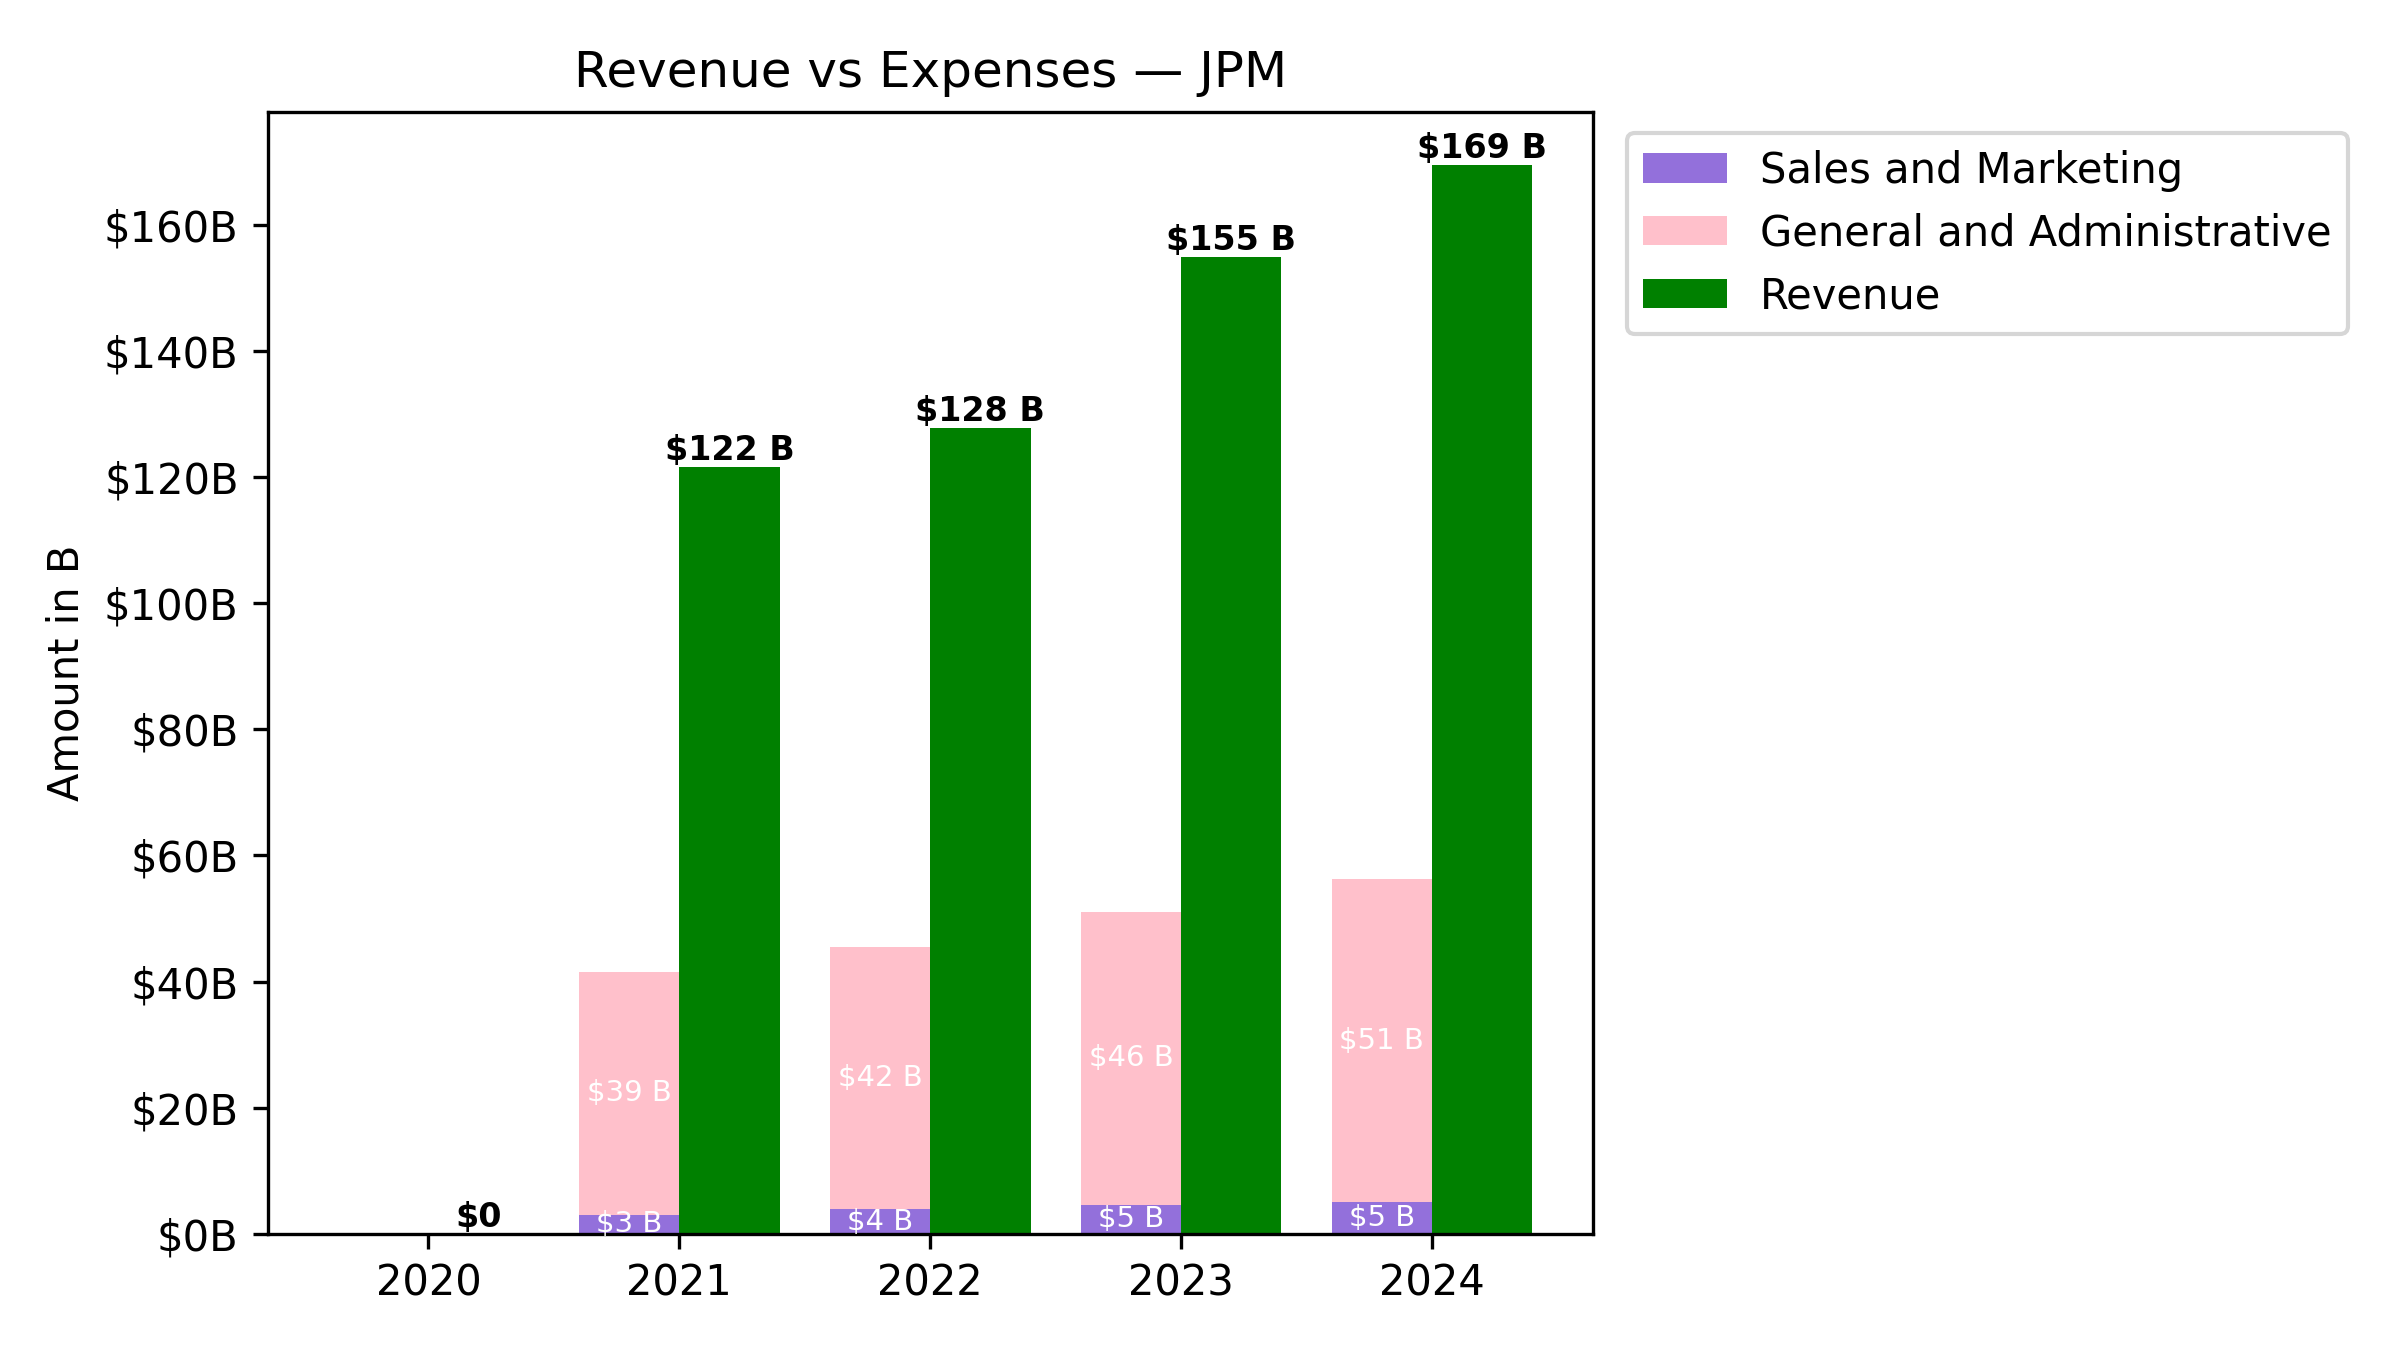 Revenue vs Expenses — JPM
Sales and Marketing
General and Administrative
Revenue
Amount in B
$160B
$140B
$120B
$100B
$80B
$60B
$40B
$20B
$0B
$0
$122 B
$39 B
$3 B
$128 B
$42 B
$4 B
$155 B
$46 B
$5 B
$169 B
$51 B
$5 B
2020 2021 2022 2023 2024